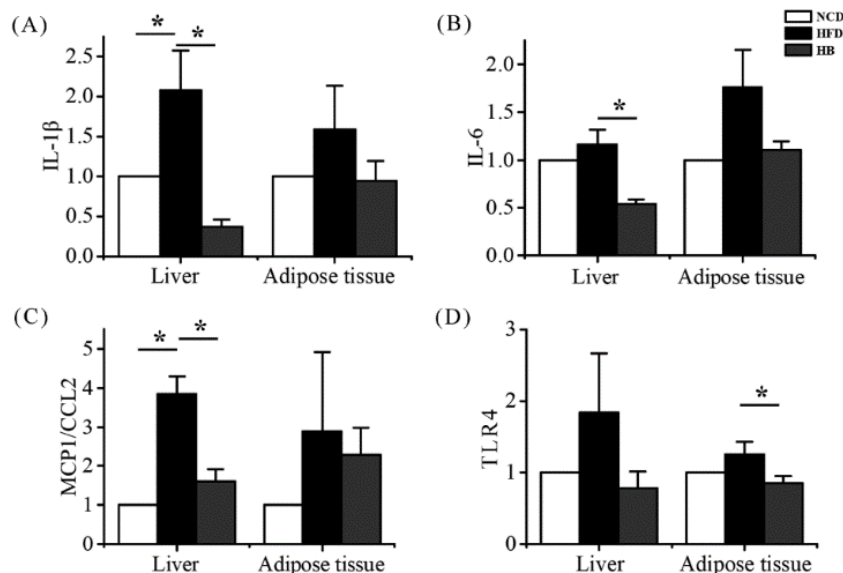 (A)
*
*
IL-1β
2.5
2.0
1.5
1.0
0.5
0.0
Liver
Adipose tissue
(B)
NCD
HFD
HB
*
IL-6
2.0
1.5
1.0
0.5
0.0
Liver
Adipose tissue
(C)
*
*
MCP1/CCL2
5
4
3
2
1
0
Liver
Adipose tissue
(D)
*
TLR4
3
2
1
0
Liver
Adipose tissue